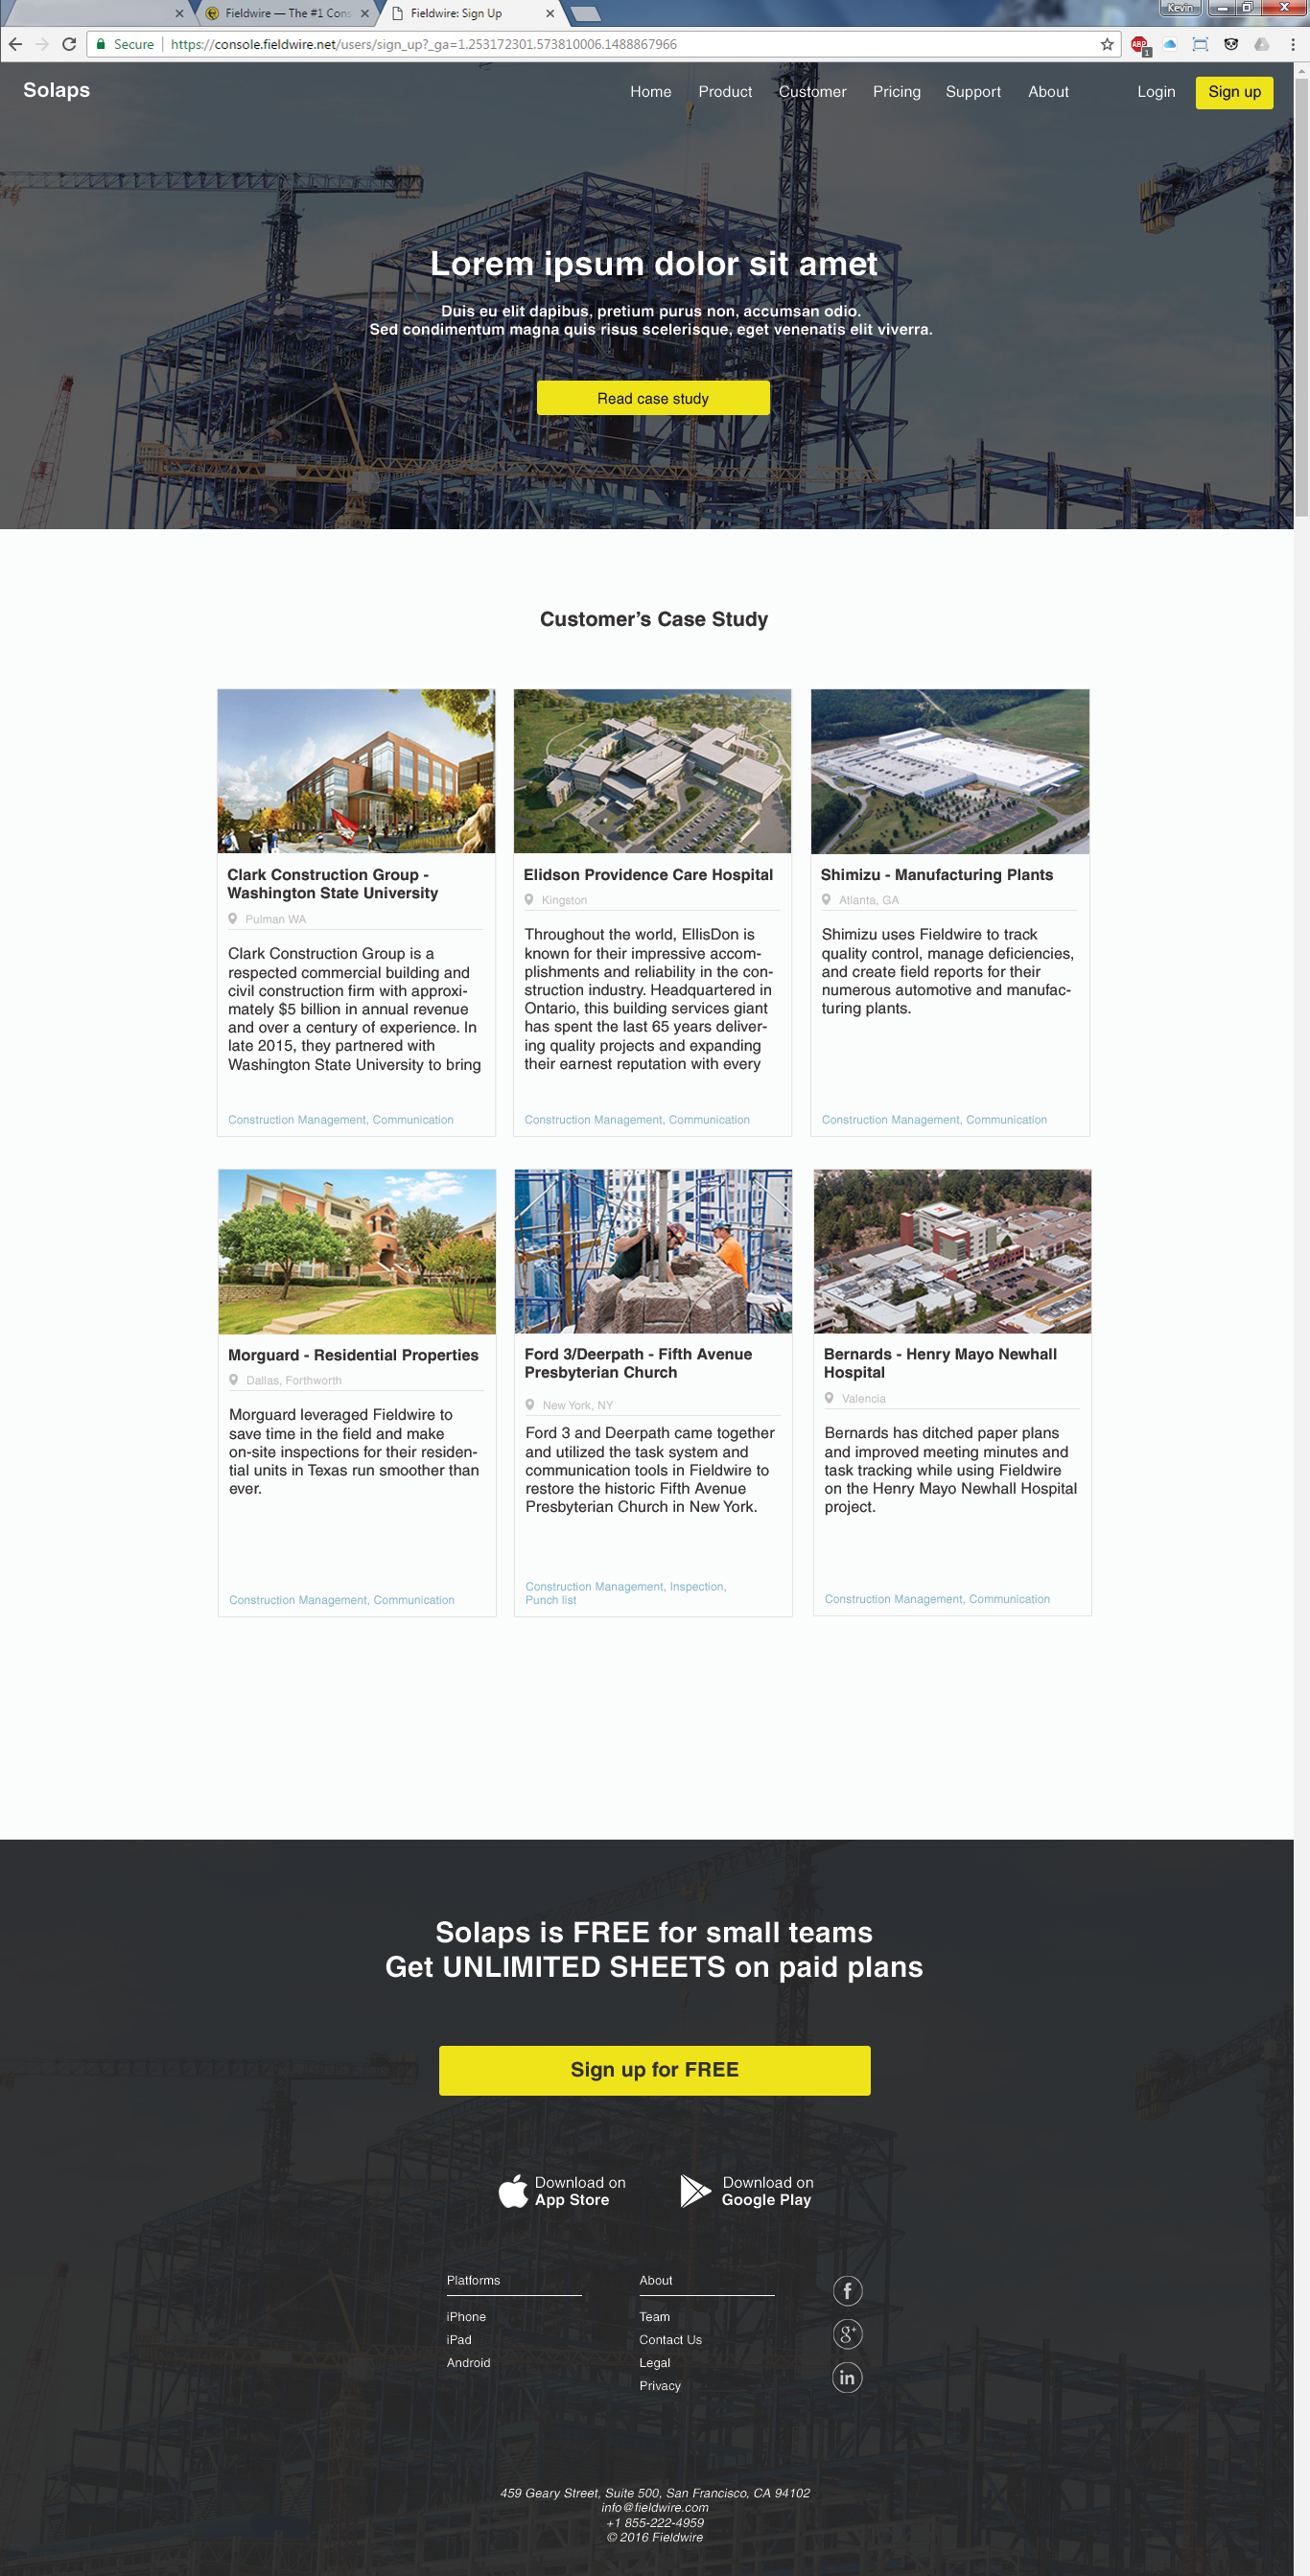 Fieldwire — The #1 Cons
Fieldwire: Sign Up
Kevin
Secure
https://console.fieldwire.net/users/sign_up?_ga=1.253172301.573810006.1488867966
ABP
1
Solaps
Home
Product
Customer
Pricing
Support
About
Login
Sign up
Lorem ipsum dolor sit amet
Duis eu elit dapibus, pretium purus non, accumsan odio.
Sed condimentum magna quis risus scelerisque, eget venenatis elit viverra.
Read case study
Customer’s Case Study
Clark Construction Group -
Washington State University
Pulman WA
Clark Construction Group is a
respected commercial building and
civil construction firm with approxi-
mately $5 billion in annual revenue
and over a century of experience. In
late 2015, they partnered with
Washington State University to bring
Construction Management, Communication
Elidson Providence Care Hospital
Kingston
Throughout the world, EllisDon is
known for their impressive accom-
plishments and reliability in the con-
struction industry. Headquartered in
Ontario, this building services giant
has spent the last 65 years deliver-
ing quality projects and expanding
their earnest reputation with every
Construction Management, Communication
Shimizu - Manufacturing Plants
Atlanta, GA
Shimizu uses Fieldwire to track
quality control, manage deficiencies,
and create field reports for their
numerous automotive and manufac-
turing plants.
Construction Management, Communication
Morguard - Residential Properties
Dallas, Forthworth
Morguard leveraged Fieldwire to
save time in the field and make
on-site inspections for their residen-
tial units in Texas run smoother than
ever.
Construction Management, Communication
Ford 3/Deerpath - Fifth Avenue
Presbyterian Church
New York, NY
Ford 3 and Deerpath came together
and utilized the task system and
communication tools in Fieldwire to
restore the historic Fifth Avenue
Presbyterian Church in New York.
Construction Management, Inspection,
Punch list
Bernards - Henry Mayo Newhall
Hospital
Valencia
Bernards has ditched paper plans
and improved meeting minutes and
task tracking while using Fieldwire
on the Henry Mayo Newhall Hospital
project.
Construction Management, Communication
Solaps is FREE for small teams
Get UNLIMITED SHEETS on paid plans
Sign up for FREE
Download on
App Store
Download on
Google Play
Platforms
iPhone
iPad
Android
About
Team
Contact Us
Legal
Privacy
f
g+
in
459 Geary Street, Suite 500, San Francisco, CA 94102
info@fieldwire.com
+1 855-222-4959
© 2016 Fieldwire